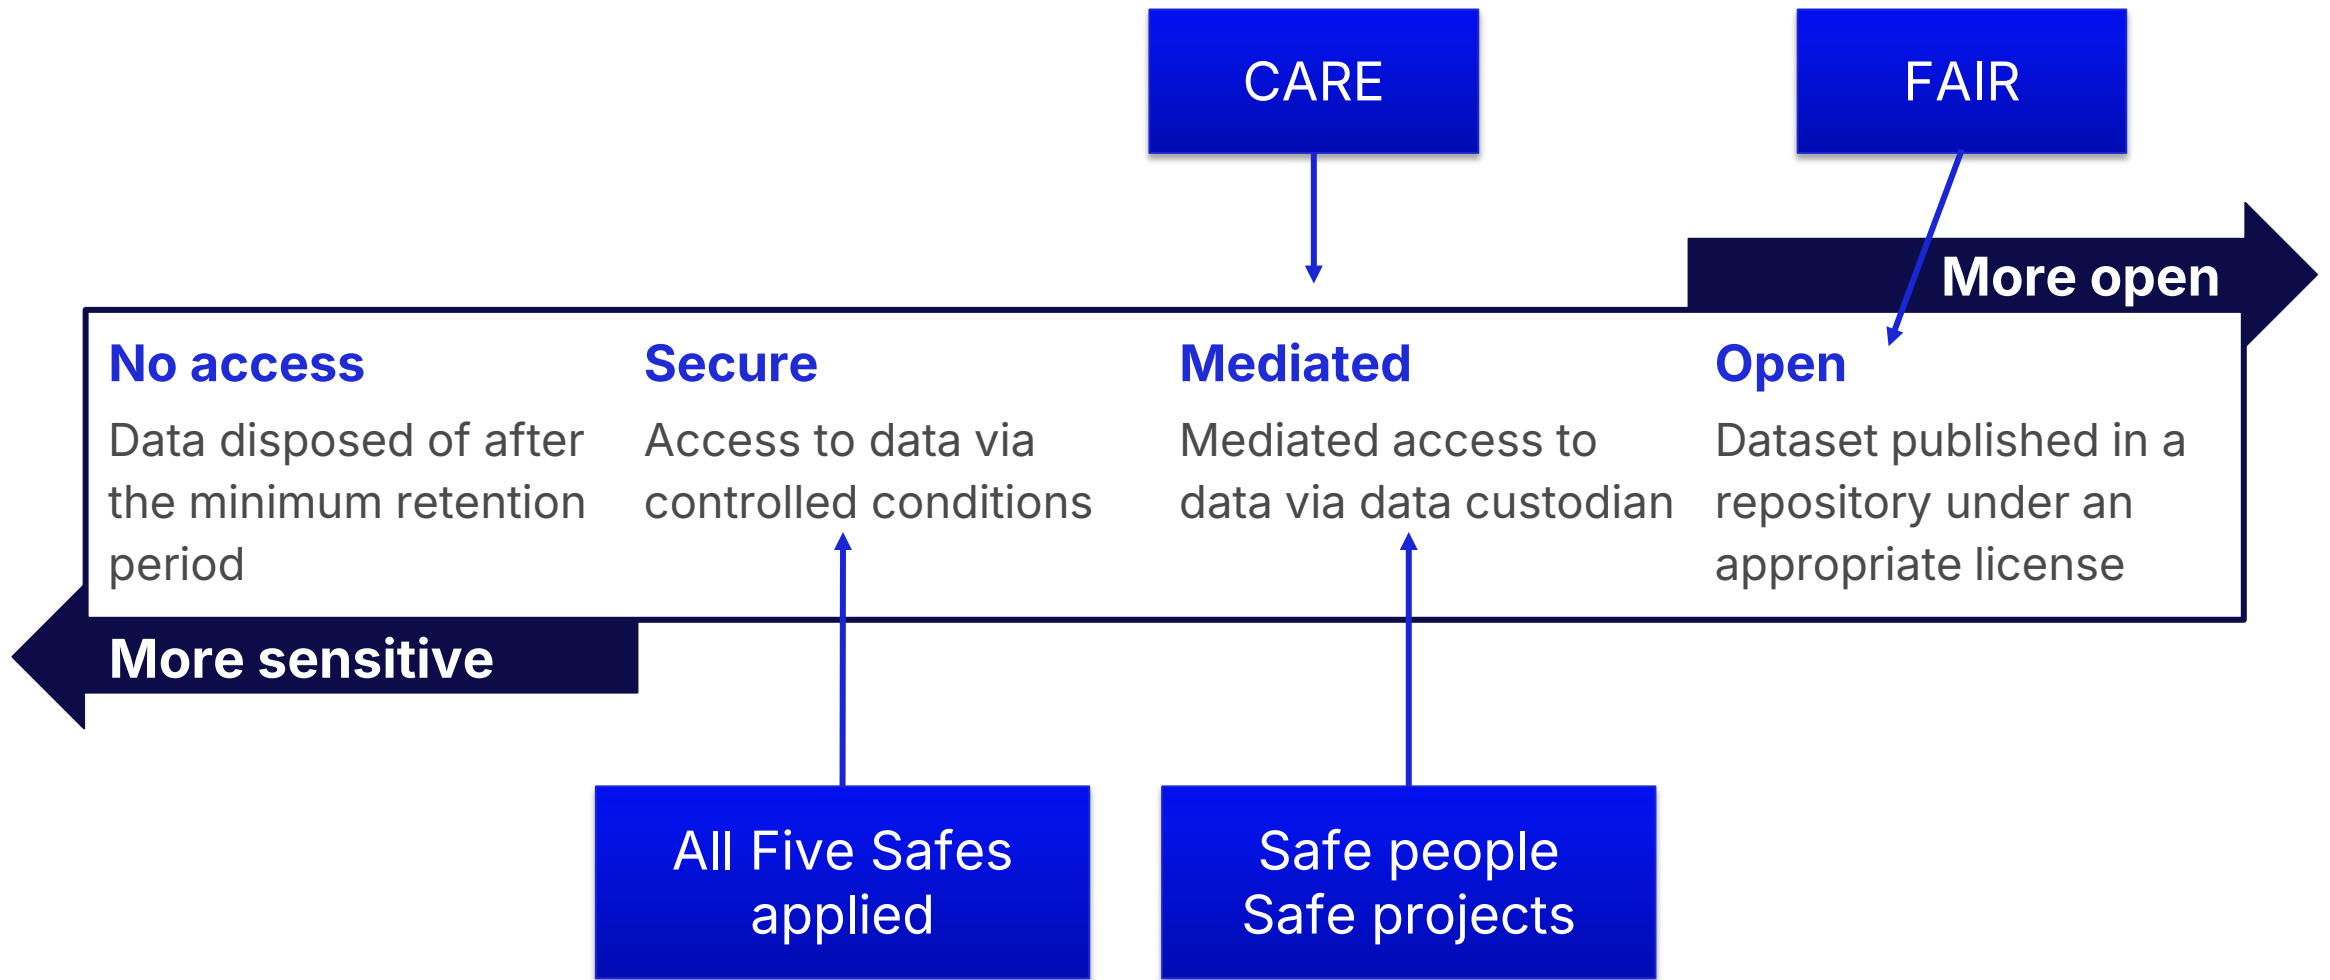 CARE
FAIR
More open
No access
Data disposed of after
the minimum retention
period
Secure
Access to data via
controlled conditions
Mediated
Mediated access to
data via data custodian
Open
Dataset published in a
repository under an
appropriate license
More sensitive
All Five Safes
applied
Safe people
Safe projects